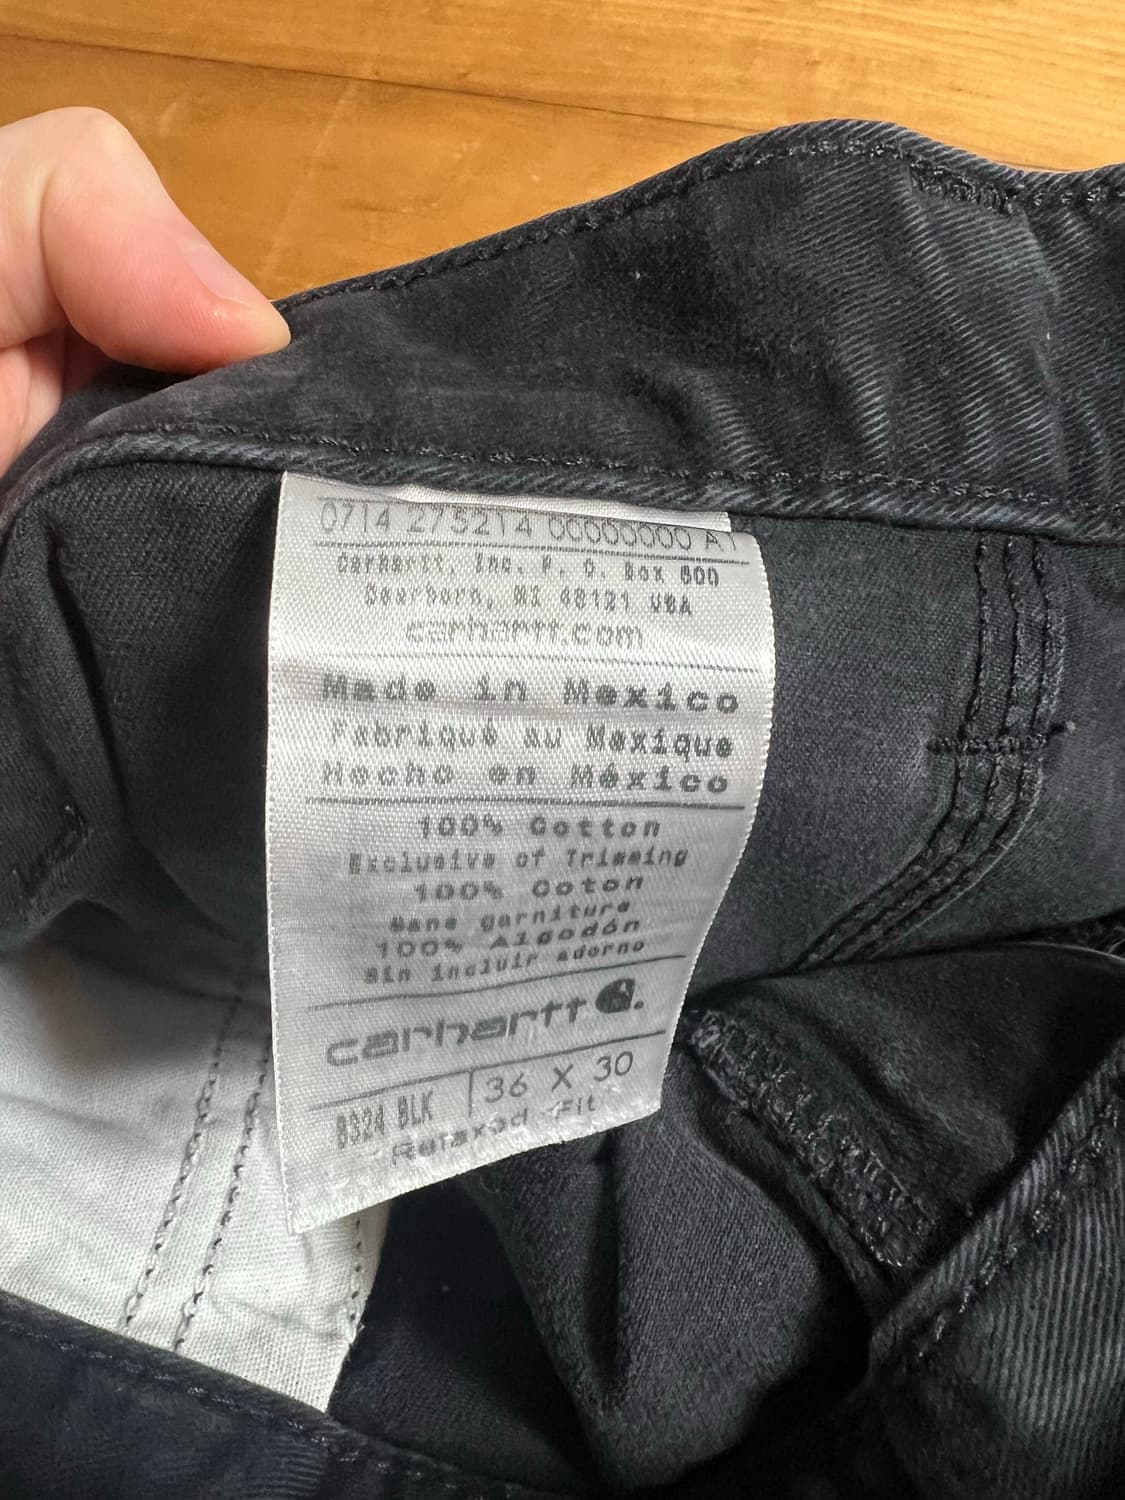 0714 275214 00000000 A1
Carhartt, Inc. P. O. Box 600
Dearborn, MI 48121 USA
carhartt.com
Made in Mexico
Fabriqué au Mexique
Hecho en México
100% Cotton
Exclusive of Trimming
100% Coton
Sans garniture
100% Algodón
Sin incluir adorno
carhartt
B324 BLK 36 X 30
Relaxed Fit